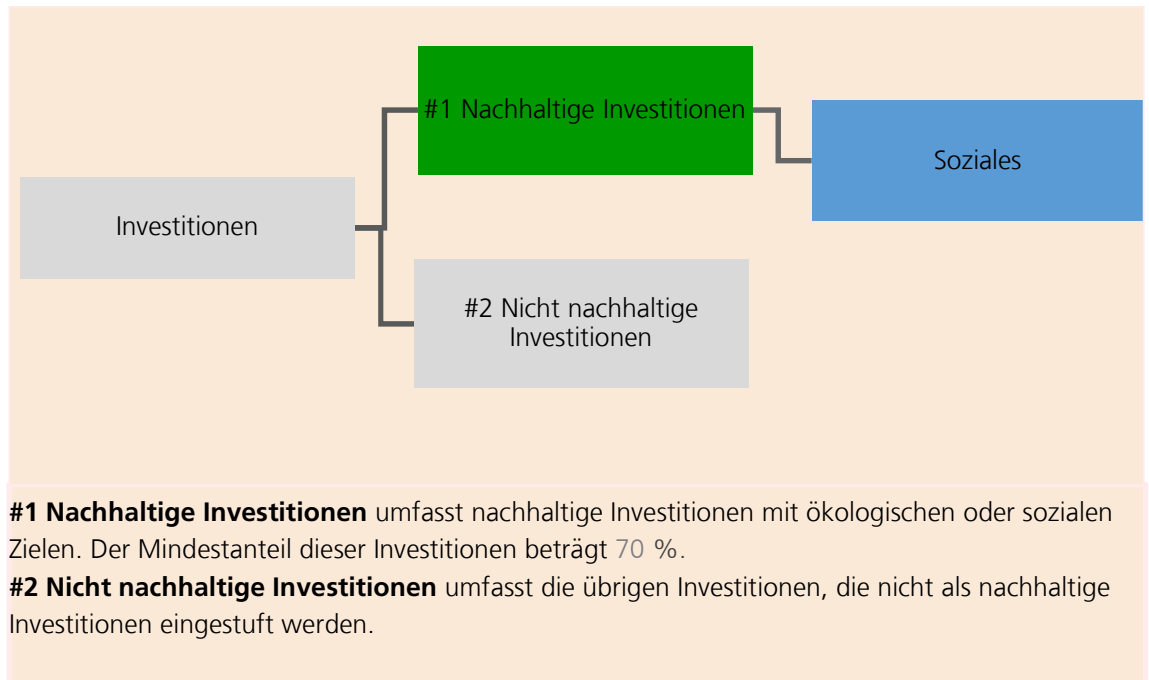 #1 Nachhaltige Investitionen
Soziales
Investitionen
#2 Nicht nachhaltige
Investitionen
#1 Nachhaltige Investitionen umfasst nachhaltige Investitionen mit ökologischen oder sozialen
Zielen. Der Mindestanteil dieser Investitionen beträgt 70 %.
#2 Nicht nachhaltige Investitionen umfasst die übrigen Investitionen, die nicht als nachhaltige
Investitionen eingestuft werden.